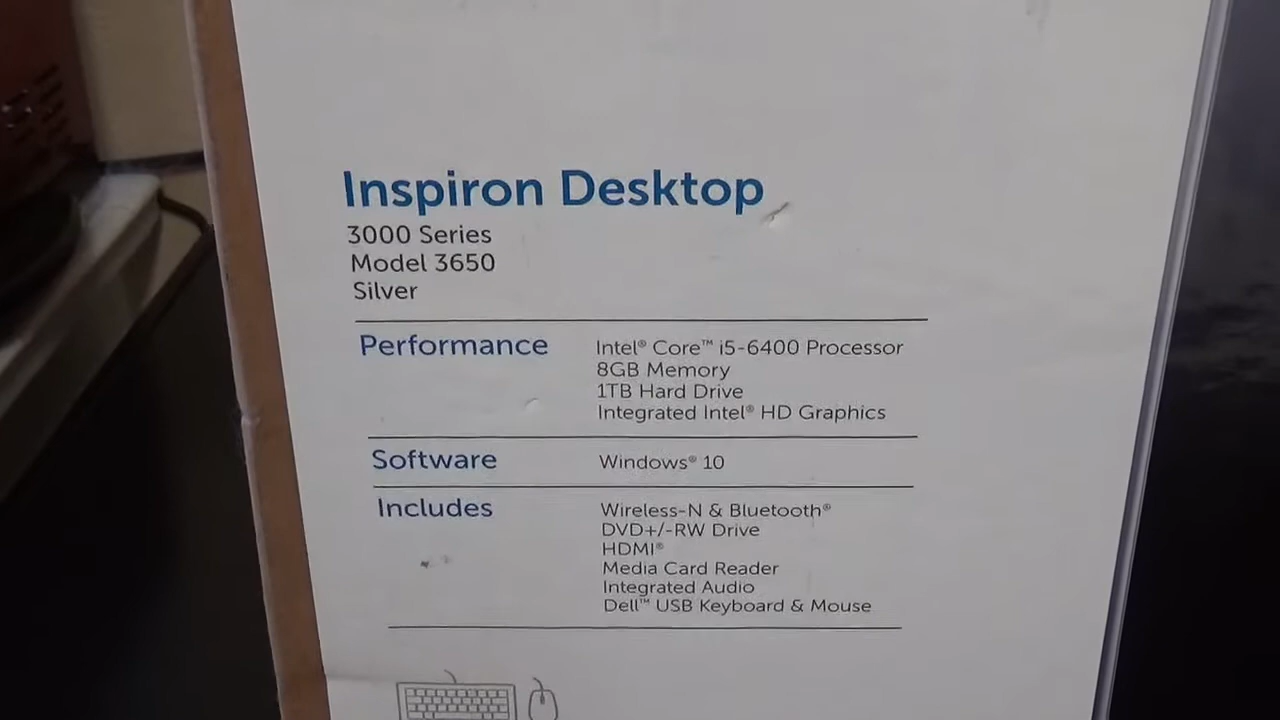 Inspiron Desktop
3000 Series
Model 3650
Silver
Performance
Intel® Core™ i5-6400 Processor
8GB Memory
1TB Hard Drive
Integrated Intel® HD Graphics
Software
Windows® 10
Includes
Wireless-N & Bluetooth®
DVD+/-RW Drive
HDMI®
Media Card Reader
Integrated Audio
Dell™ USB Keyboard & Mouse